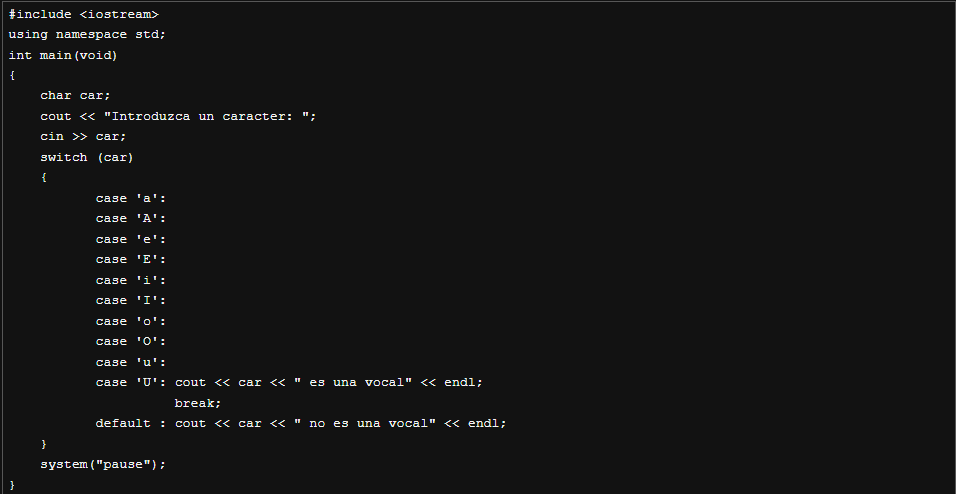 #include <iostream>
using namespace std;
int main(void)
{
    char car;
    cout << "Introduzca un caracter: ";
    cin >> car;
    switch (car)
    {
           case 'a':
           case 'A':
           case 'e':
           case 'E':
           case 'i':
           case 'I':
           case 'o':
           case 'O':
           case 'u':
           case 'U': cout << car << " es una vocal" << endl;
                     break;
           default : cout << car << " no es una vocal" << endl;
    }
    system("pause");
}